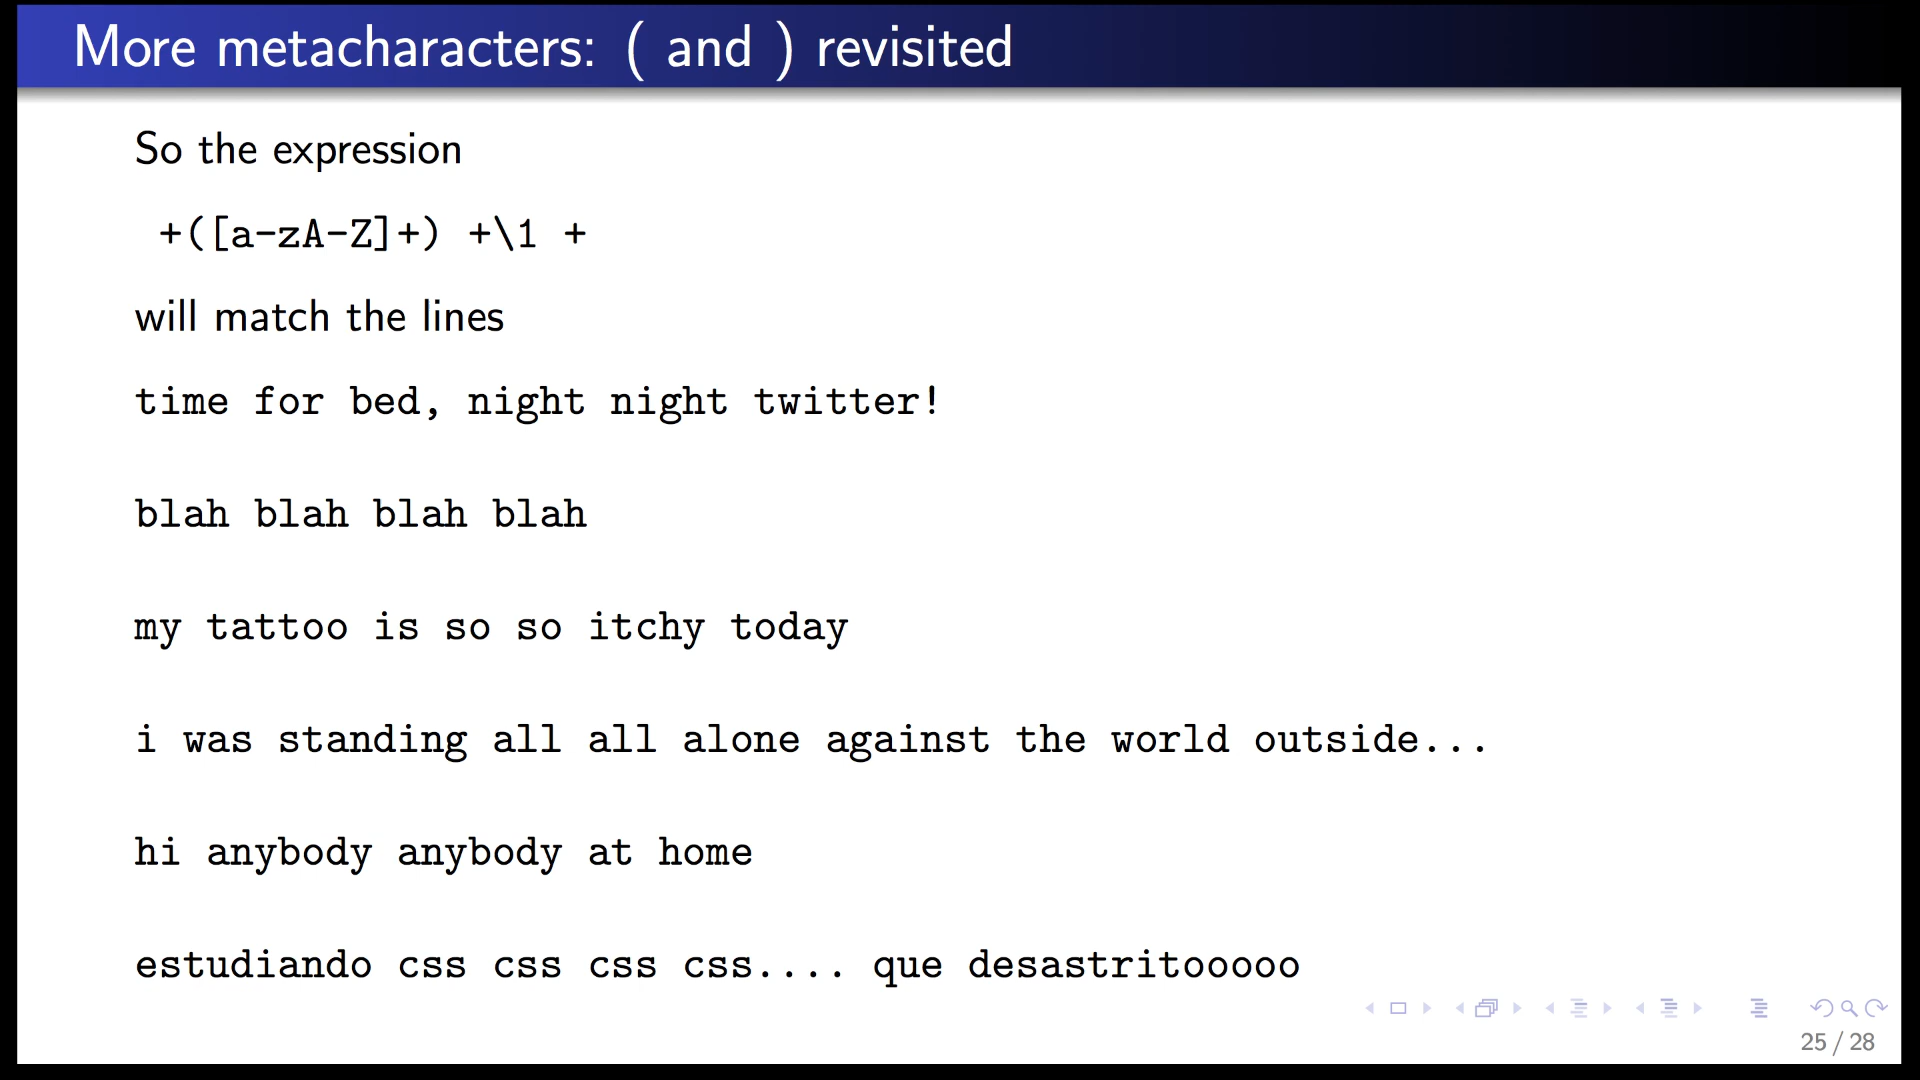 More metacharacters: ( and ) revisited
So the expression
 +([a-zA-Z]+) +\1 +
will match the lines
time for bed, night night twitter!
blah blah blah blah
my tattoo is so so itchy today
i was standing all all alone against the world outside...
hi anybody anybody at home
estudiando css css css css.... que desastritooooo
25 / 28